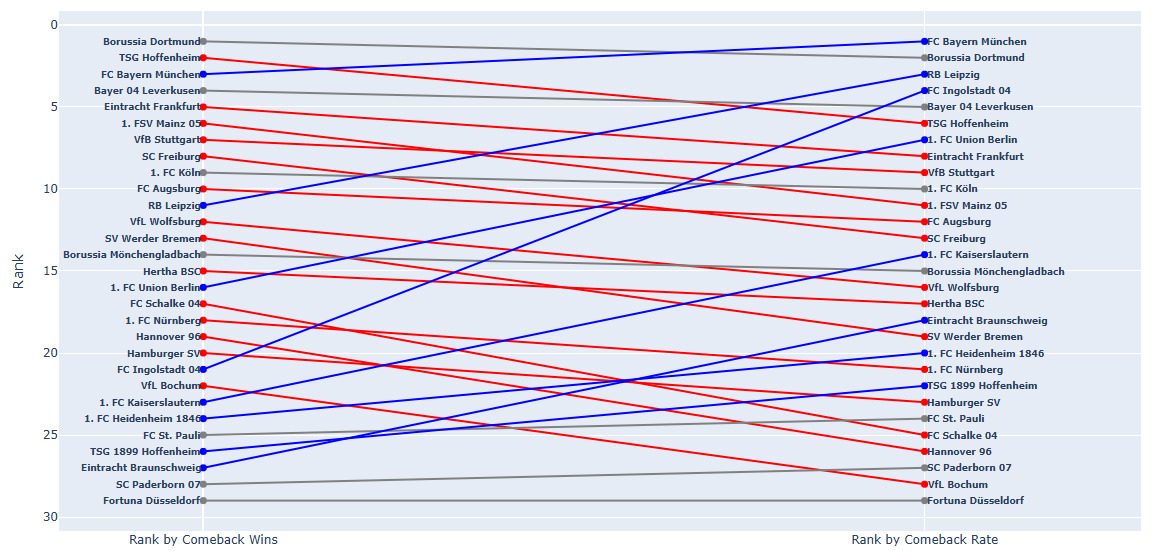 0
5
10
15
20
25
30
Rank
Borussia Dortmund
TSG Hoffenheim
FC Bayern München
Bayer 04 Leverkusen
Eintracht Frankfurt
1. FSV Mainz 05
VfB Stuttgart
SC Freiburg
1. FC Köln
FC Augsburg
RB Leipzig
VfL Wolfsburg
SV Werder Bremen
Borussia Mönchengladbach
Hertha BSC
1. FC Union Berlin
FC Schalke 04
1. FC Nürnberg
Hannover 96
Hamburger SV
FC Ingolstadt 04
VfL Bochum
1. FC Kaiserslautern
1. FC Heidenheim 1846
FC St. Pauli
TSG 1899 Hoffenheim
Eintracht Braunschweig
SC Paderborn 07
Fortuna Düsseldorf
FC Bayern München
Borussia Dortmund
RB Leipzig
FC Ingolstadt 04
Bayer 04 Leverkusen
TSG Hoffenheim
1. FC Union Berlin
Eintracht Frankfurt
VfB Stuttgart
1. FC Köln
1. FSV Mainz 05
FC Augsburg
SC Freiburg
1. FC Kaiserslautern
Borussia Mönchengladbach
VfL Wolfsburg
Hertha BSC
Eintracht Braunschweig
SV Werder Bremen
1. FC Heidenheim 1846
1. FC Nürnberg
TSG 1899 Hoffenheim
Hamburger SV
FC St. Pauli
FC Schalke 04
Hannover 96
SC Paderborn 07
VfL Bochum
Fortuna Düsseldorf
Rank by Comeback Wins
Rank by Comeback Rate